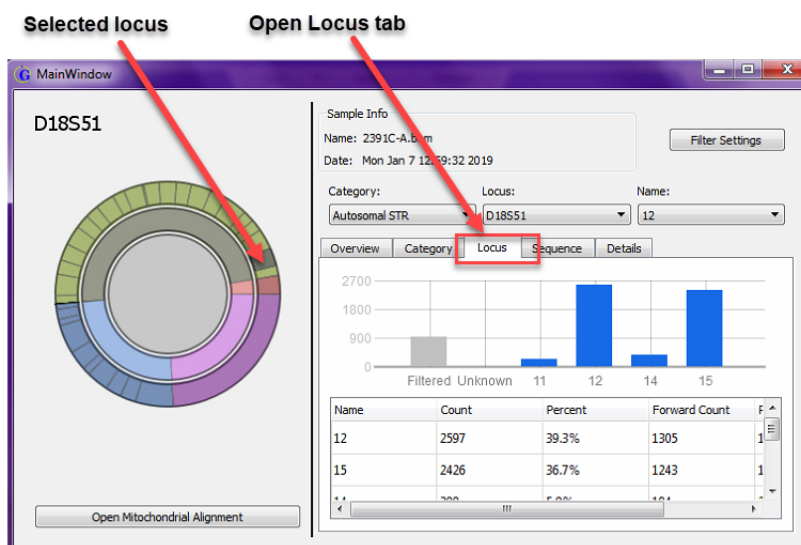 Selected locus
Open Locus tab
MainWindow
D18S51
Sample Info
Name: 2391C-A.bam
Date: Mon Jan 7 12:59:32 2019
Filter Settings
Category: Locus: Name:
Autosomal STR D18S51 12
Overview Category Locus Sequence Details
2700
1800
900
0
Filtered Unknown 11 12 14 15
Name Count Percent Forward Count
12 2597 39.3% 1305
15 2426 36.7% 1243
Open Mitochondrial Alignment